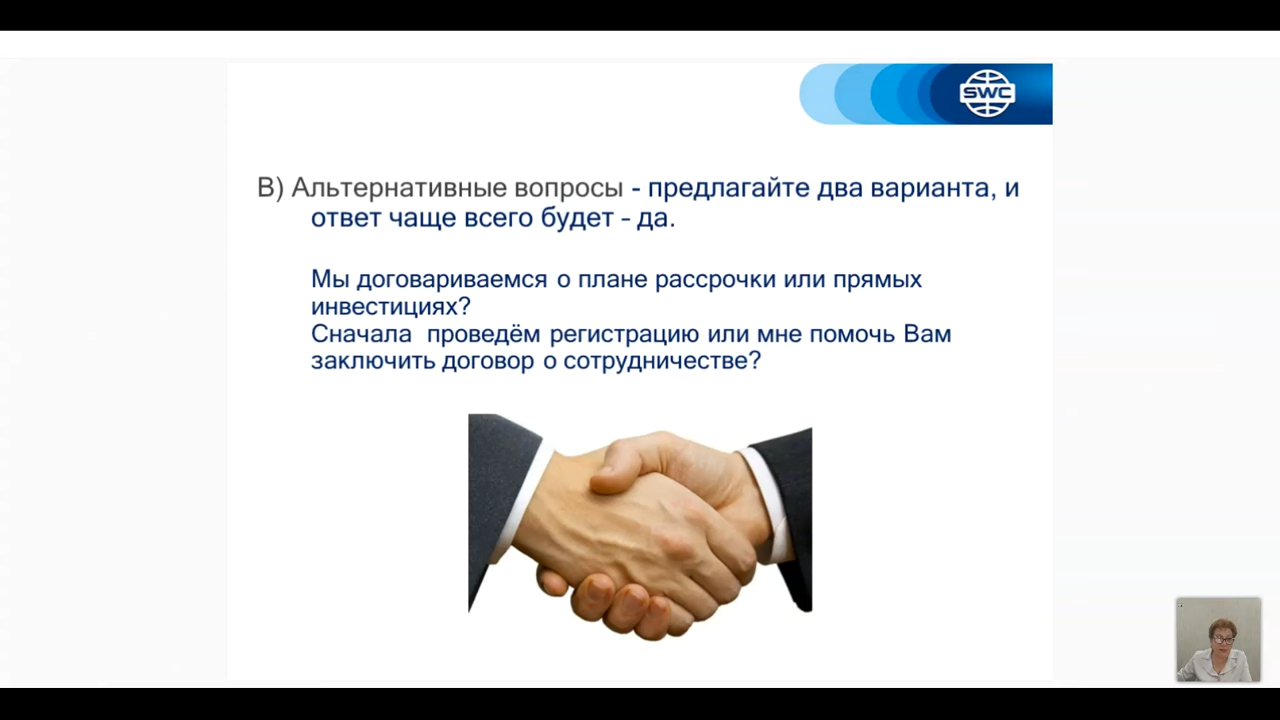 SWC
В) Альтернативные вопросы - предлагайте два варианта, и
ответ чаще всего будет – да.
Мы договариваемся о плане рассрочки или прямых
инвестициях?
Сначала проведём регистрацию или мне помочь Вам
заключить договор о сотрудничестве?